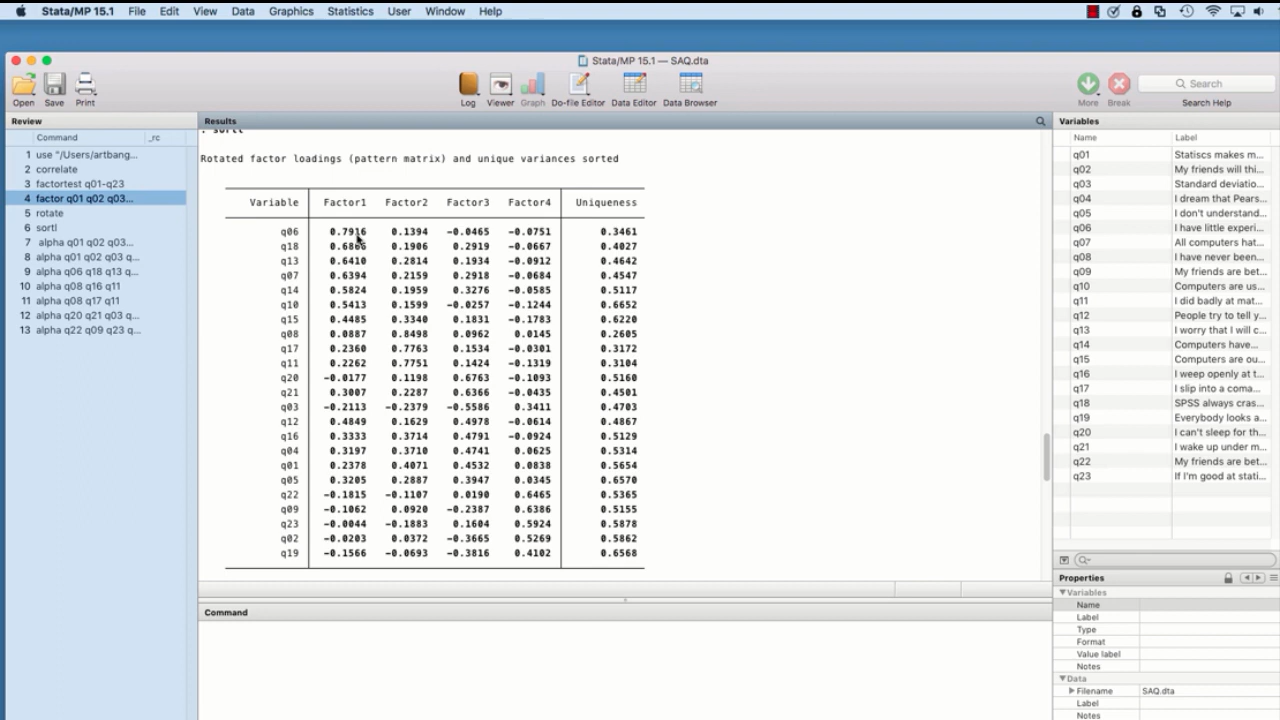 Stata/MP 15.1 File Edit View Data Graphics Statistics User Window Help
Stata/MP 15.1 — SAQ.dta
Open Save Print Log Viewer Graph Do-file Editor Data Editor Data Browser More Break Search
Search Help
Review
Command _rc
1 use "/Users/artbang...
2 correlate
3 factortest q01-q23
4 factor q01 q02 q03...
5 rotate
6 sortl
7 alpha q01 q02 q03...
8 alpha q01 q02 q03 q...
9 alpha q06 q18 q13 q...
10 alpha q08 q16 q11
11 alpha q08 q17 q11
12 alpha q20 q21 q03 q...
13 alpha q22 q09 q23 q...
Results
. sortl
Rotated factor loadings (pattern matrix) and unique variances sorted
Variable Factor1 Factor2 Factor3 Factor4 Uniqueness
q06 0.7916 0.1394 -0.0465 -0.0751 0.3461
q18 0.6866 0.1906 0.2919 -0.0667 0.4027
q13 0.6410 0.2814 0.1934 -0.0912 0.4642
q07 0.6394 0.2159 0.2918 -0.0684 0.4547
q14 0.5824 0.1959 0.3276 -0.0585 0.5117
q10 0.5413 0.1599 -0.0257 -0.1244 0.6652
q15 0.4485 0.3340 0.1831 -0.1783 0.6220
q08 0.0887 0.8498 0.0962 0.0145 0.2605
q17 0.2360 0.7763 0.1534 -0.0301 0.3172
q11 0.2262 0.7751 0.1424 -0.1319 0.3104
q20 -0.0177 0.1198 0.6763 -0.1093 0.5160
q21 0.3007 0.2287 0.6366 -0.0435 0.4501
q03 -0.2113 -0.2379 -0.5586 0.3411 0.4703
q12 0.4849 0.1629 0.4978 -0.0614 0.4867
q16 0.3333 0.3714 0.4791 -0.0924 0.5129
q04 0.3197 0.3710 0.4741 0.0625 0.5314
q01 0.2378 0.4071 0.4532 0.0838 0.5654
q05 0.3205 0.2887 0.3947 0.0345 0.6570
q22 -0.1815 -0.1107 0.0190 0.6465 0.5365
q09 -0.1062 0.0920 -0.2387 0.6386 0.5155
q23 -0.0044 -0.1883 0.1604 0.5924 0.5878
q02 -0.0203 0.0372 -0.3665 0.5269 0.5862
q19 -0.1566 -0.0693 -0.3816 0.4102 0.6568
Command
Variables
Name Label
q01 Statiscs makes m...
q02 My friends will thi...
q03 Standard deviatio...
q04 I dream that Pears...
q05 I don't understand...
q06 I have little experi...
q07 All computers hat...
q08 I have never been...
q09 My friends are bet...
q10 Computers are us...
q11 I did badly at mat...
q12 People try to tell y...
q13 I worry that I will c...
q14 Computers have...
q15 Computers are ou...
q16 I weep openly at t...
q17 I slip into a coma...
q18 SPSS always cras...
q19 Everybody looks a...
q20 I can't sleep for th...
q21 I wake up under m...
q22 My friends are bet...
q23 If I'm good at stati...
Properties
Variables
Name
Label
Type
Format
Value label
Notes
Data
Filename SAQ.dta
Label
Notes